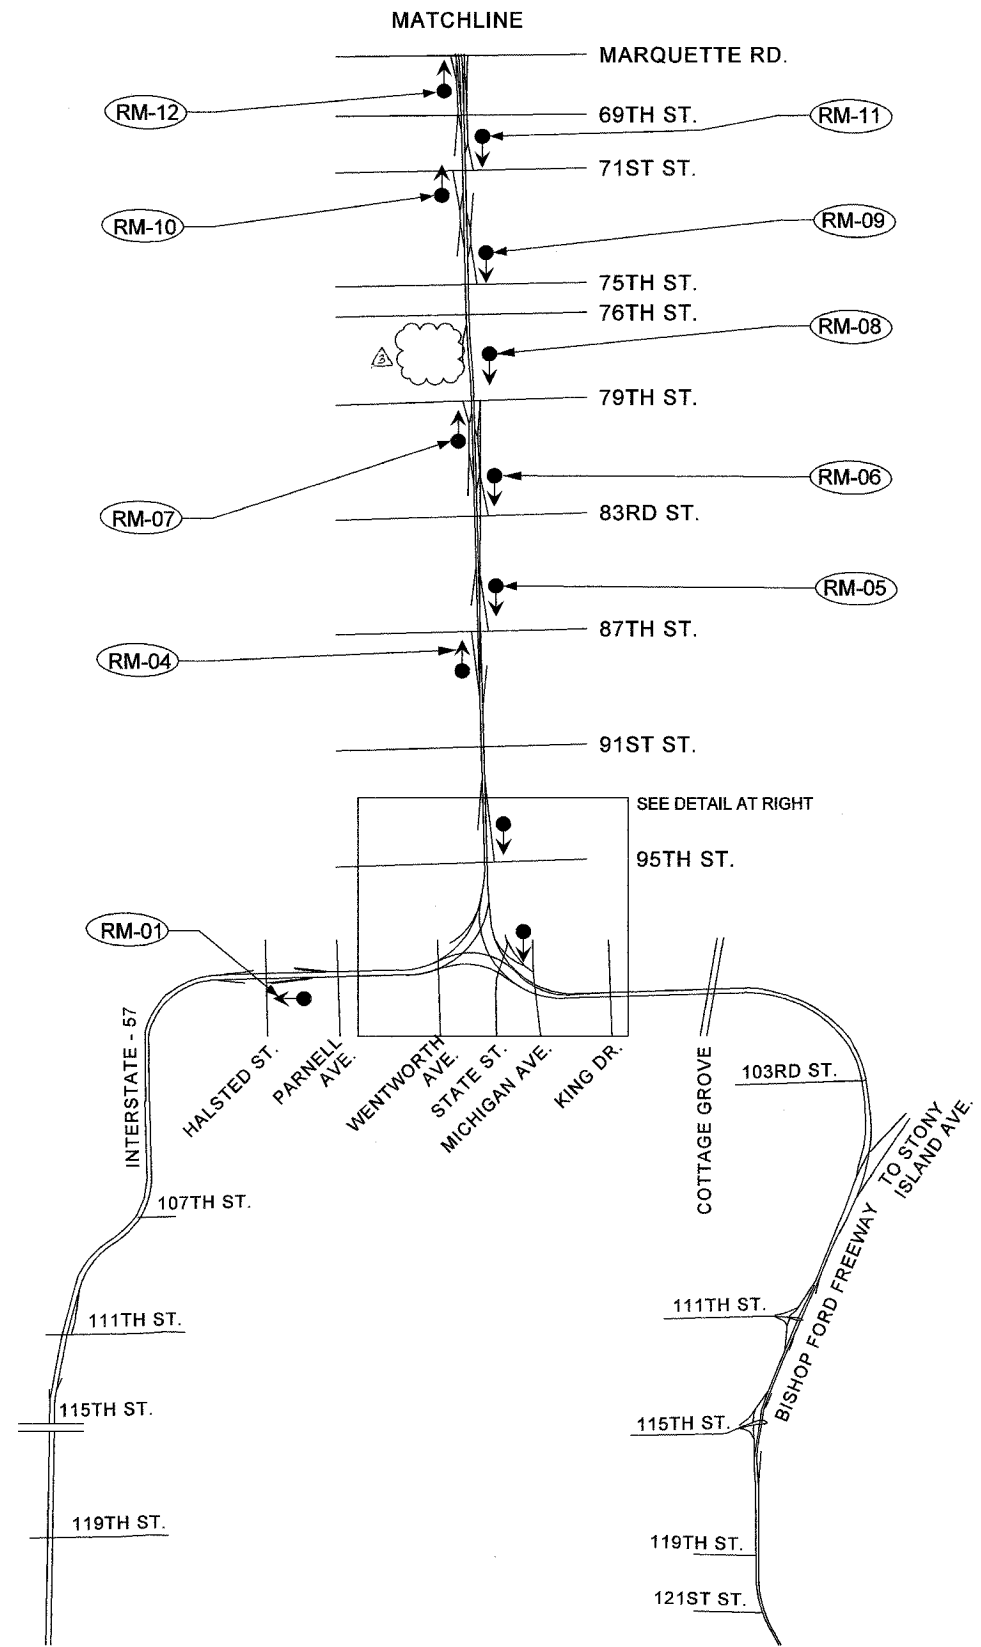 MATCHLINE
MARQUETTE RD.
RM-12
69TH ST.
RM-11
71ST ST.
RM-10
RM-09
75TH ST.
76TH ST.
RM-08
3
79TH ST.
RM-06
RM-07
83RD ST.
RM-05
87TH ST.
RM-04
91ST ST.
SEE DETAIL AT RIGHT
95TH ST.
RM-01
INTERSTATE - 57
HALSTED ST.
PARNELL
AVE.
WENTWORTH
AVE.
STATE ST.
MICHIGAN AVE.
KING DR.
COTTAGE GROVE
103RD ST.
TO STONY
ISLAND AVE.
107TH ST.
BISHOP FORD FREEWAY
111TH ST.
111TH ST.
115TH ST.
115TH ST.
119TH ST.
119TH ST.
121ST ST.